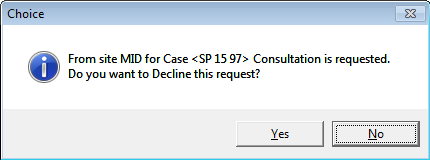 Choice
From site MID for Case <SP 15 97> Consultation is requested.
Do you want to Decline this request?
Yes
No